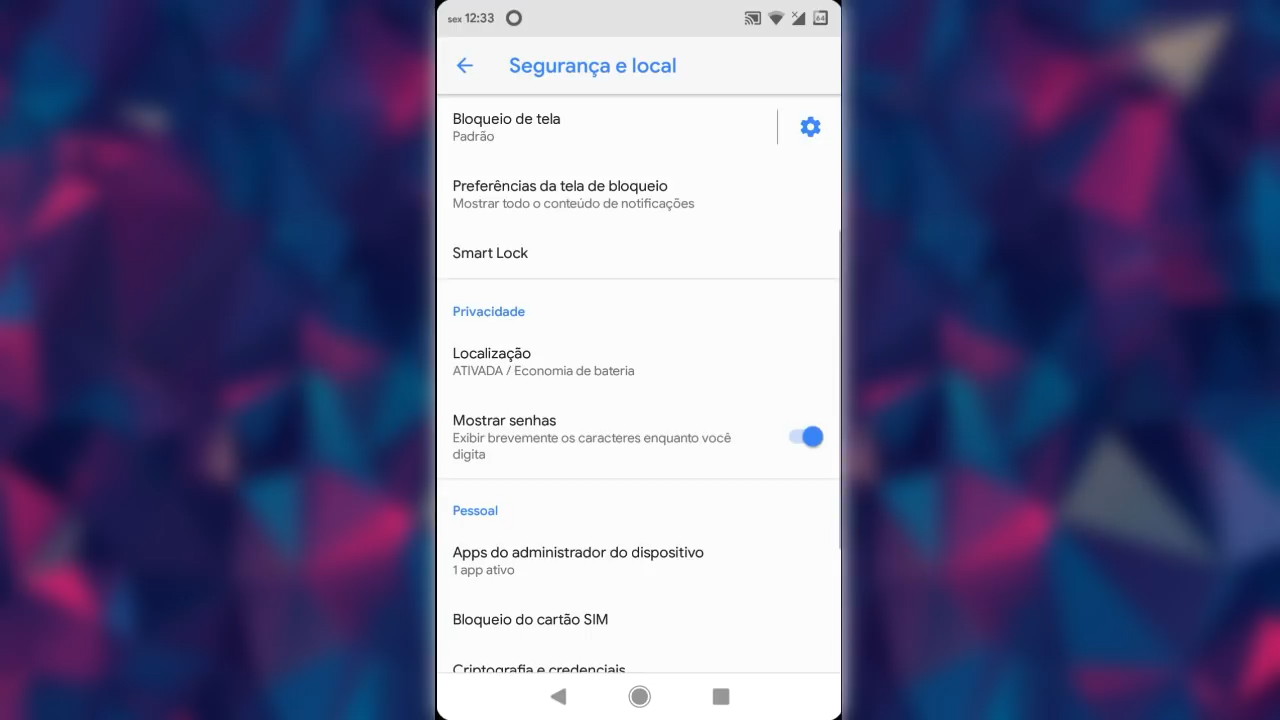 sex 12:33
64
Segurança e local
Bloqueio de tela
Padrão
Preferências da tela de bloqueio
Mostrar todo o conteúdo de notificações
Smart Lock
Privacidade
Localização
ATIVADA / Economia de bateria
Mostrar senhas
Exibir brevemente os caracteres enquanto você
digita
Pessoal
Apps do administrador do dispositivo
1 app ativo
Bloqueio do cartão SIM
Criptografia e credenciais